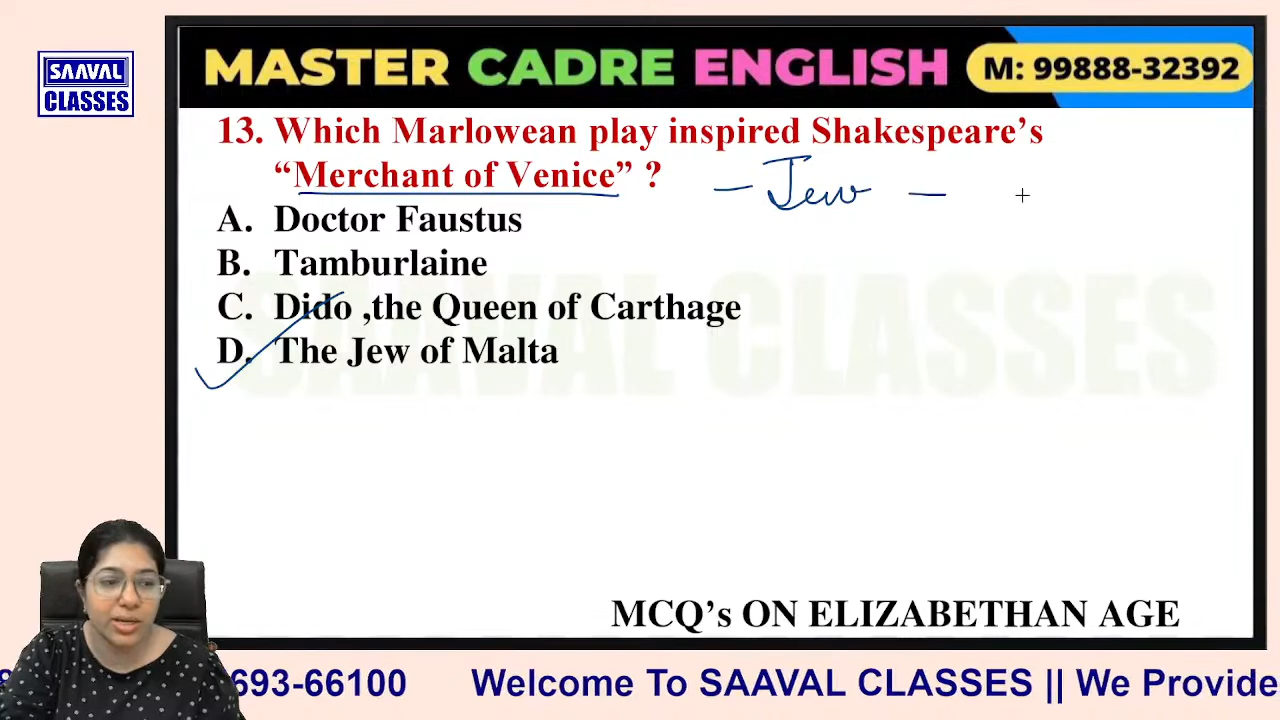 SAAVAL
CLASSES
MASTER CADRE ENGLISH
M: 99888-32392
13. Which Marlowean play inspired Shakespeare’s
“Merchant of Venice” ?
– Jew –
A. Doctor Faustus
B. Tamburlaine
C. Dido ,the Queen of Carthage
D. The Jew of Malta
SAAVAL CLASSES
MCQ’s ON ELIZABETHAN AGE
693-66100 Welcome To SAAVAL CLASSES || We Provide